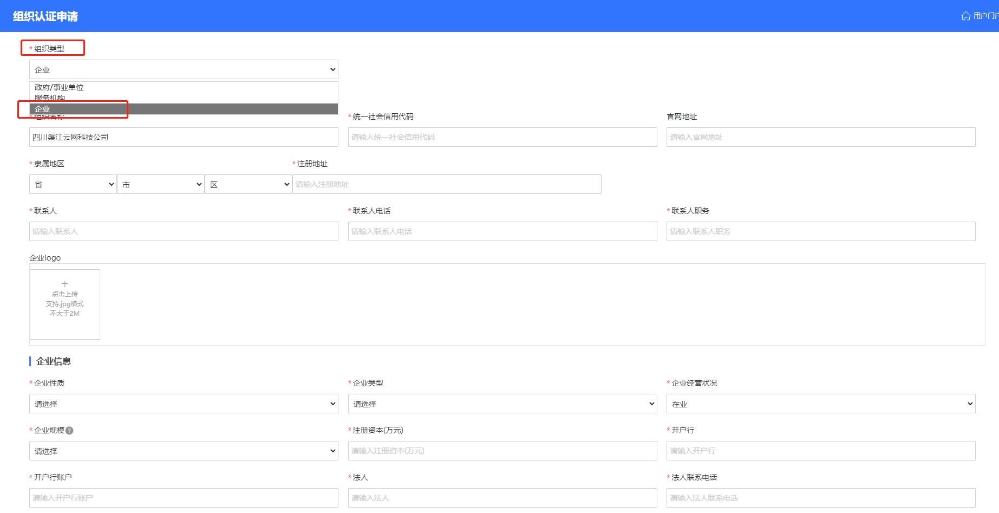 组织认证申请
用户门户
* 组织类型
企业
政府/事业单位
服务机构
企业
* 组织名称
* 统一社会信用代码
官网地址
四川渠江云网科技公司
请输入统一社会信用代码
请输入官网地址
* 隶属地区
* 注册地址
省
市
区
请输入注册地址
* 联系人
* 联系人电话
* 联系人职务
请输入联系人
请输入联系人电话
请输入联系人职务
企业logo
点击上传
支持.jpg格式
不大于2M
企业信息
* 企业性质
* 企业类型
* 企业经营状况
请选择
请选择
在业
* 企业规模?
* 注册资本(万元)
* 开户行
请选择
请输入注册资本(万元)
请输入开户行
* 开户行账户
* 法人
* 法人联系电话
请输入开户行账户
请输入法人
请输入法人联系电话